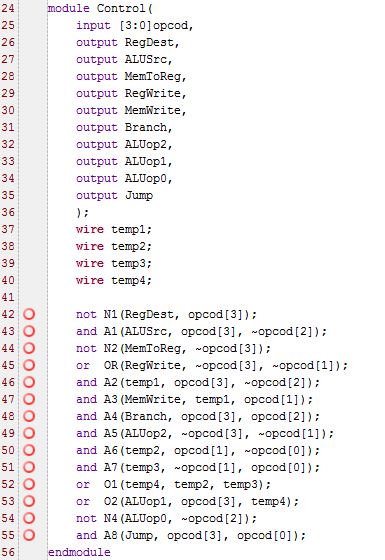 24 module Control(
25 input [3:0]opcod,
26 output RegDest,
27 output ALUSrc,
28 output MemToReg,
29 output RegWrite,
30 output MemWrite,
31 output Branch,
32 output ALUop2,
33 output ALUop1,
34 output ALUop0,
35 output Jump
36 );
37 wire temp1;
38 wire temp2;
39 wire temp3;
40 wire temp4;
41
42 not N1(RegDest, opcod[3]);
43 and A1(ALUSrc, opcod[3], ~opcod[2]);
44 not N2(MemToReg, ~opcod[3]);
45 or OR(RegWrite, ~opcod[3], ~opcod[1]);
46 and A2(temp1, opcod[3], ~opcod[2]);
47 and A3(MemWrite, temp1, opcod[1]);
48 and A4(Branch, opcod[3], opcod[2]);
49 and A5(ALUop2, ~opcod[3], ~opcod[1]);
50 and A6(temp2, opcod[1], ~opcod[0]);
51 and A7(temp3, ~opcod[1], opcod[0]);
52 or O1(temp4, temp2, temp3);
53 or O2(ALUop1, opcod[3], temp4);
54 not N4(ALUop0, ~opcod[2]);
55 and A8(Jump, opcod[3], opcod[0]);
56 endmodule